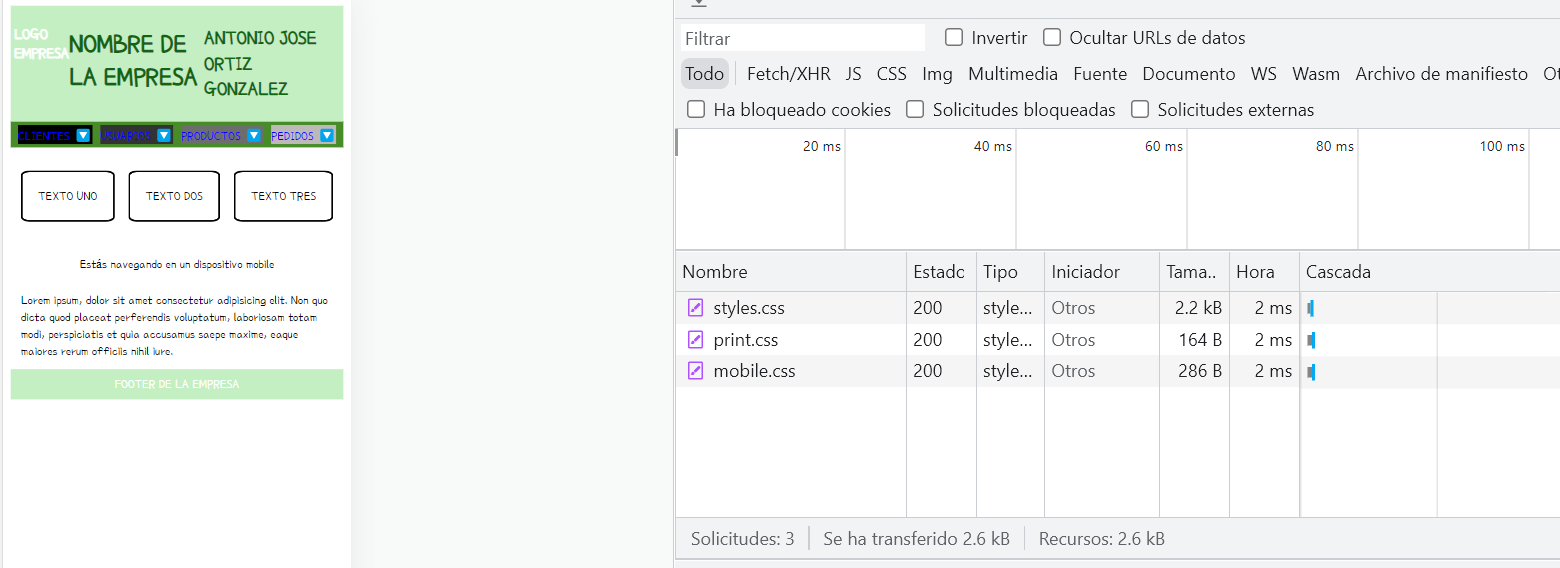 LOGO
EMPRESA
NOMBRE DE
LA EMPRESA
ANTONIO JOSE
ORTIZ
GONZALEZ
CLIENTES USUARIOS PRODUCTOS PEDIDOS
TEXTO UNO TEXTO DOS TEXTO TRES
Estás navegando en un dispositivo mobile
Lorem ipsum, dolor sit amet consectetur adipisicing elit. Non quo
dicta quod placeat perferendis voluptatum, laboriosam totam
modi, perspiciatis et quia accusamus saepe maxime, eaque
maiores rerum officiis nihil iure.
FOOTER DE LA EMPRESA
Filtrar Invertir Ocultar URLs de datos
Todo Fetch/XHR JS CSS Img Multimedia Fuente Documento WS Wasm Archivo de manifiesto
Ha bloqueado cookies Solicitudes bloqueadas Solicitudes externas
20 ms 40 ms 60 ms 80 ms 100 ms
Nombre Estadc Tipo Iniciador Tama.. Hora Cascada
styles.css 200 style... Otros 2.2 kB 2 ms
print.css 200 style... Otros 164 B 2 ms
mobile.css 200 style... Otros 286 B 2 ms
Solicitudes: 3 Se ha transferido 2.6 kB Recursos: 2.6 kB